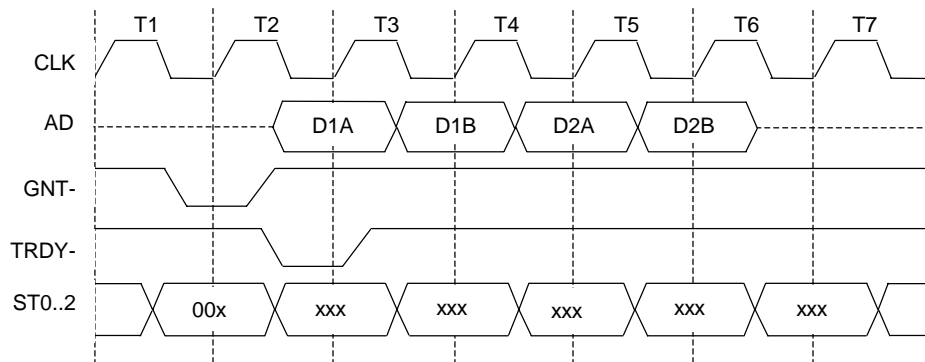 T1 T2 T3 T4 T5 T6 T7
CLK
AD D1A D1B D2A D2B
GNT-
TRDY-
ST0..2 00x xxx xxx xxx xxx xxx